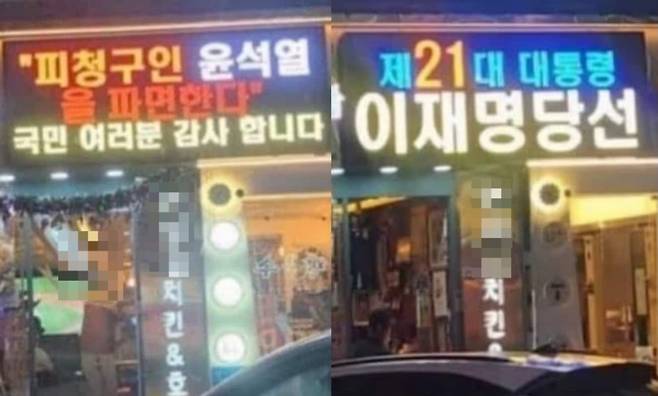 "피청구인 윤석열
을 파면한다"
국민 여러분 감사 합니다
치킨&호
제21대 대통령
이재명당선
치킨&